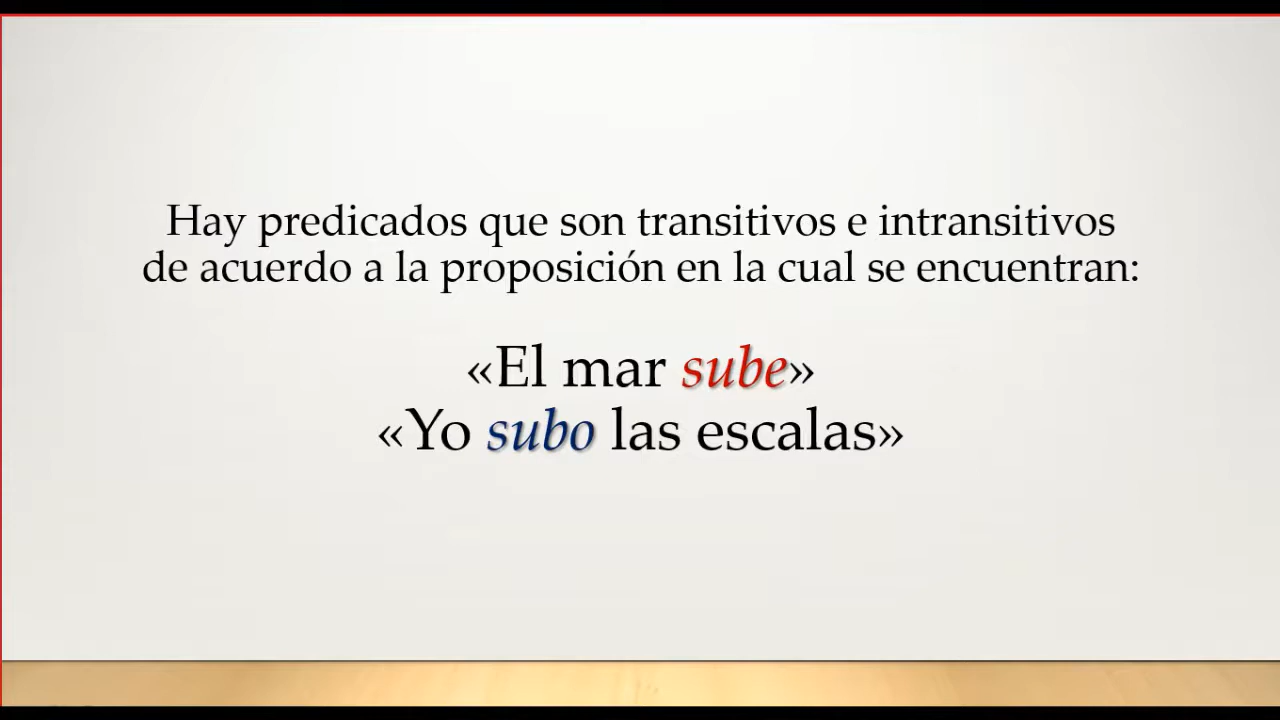 Hay predicados que son transitivos e intransitivos
de acuerdo a la proposición en la cual se encuentran:
«El mar sube»
«Yo subo las escalas»